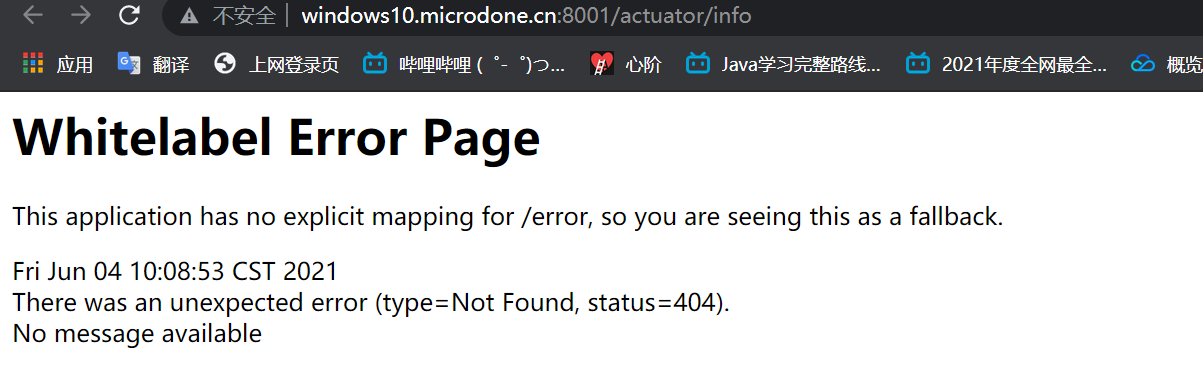 不安全 | windows10.microdone.cn:8001/actuator/info
应用 翻译 上网登录页 哔哩哔哩 ( ゜- ゜)つ... 心阶 Java学习完整路线... 2021年度全网最全... 概览
Whitelabel Error Page
This application has no explicit mapping for /error, so you are seeing this as a fallback.
Fri Jun 04 10:08:53 CST 2021
There was an unexpected error (type=Not Found, status=404).
No message available